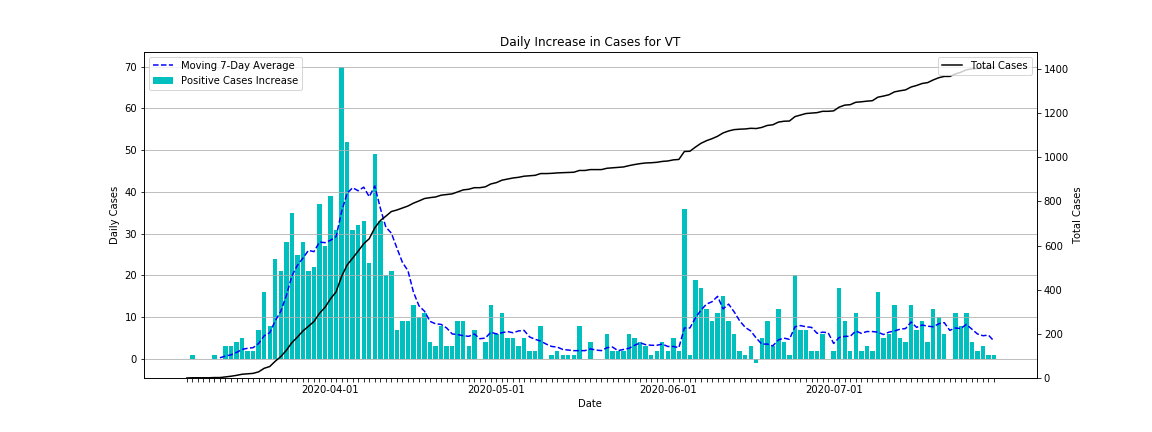 Daily Increase in Cases for VT
Moving 7-Day Average
Positive Cases Increase
Total Cases
70
60
50
40
30
20
10
0
Daily Cases
1400
1200
1000
800
600
400
200
0
Total Cases
2020-04-01
2020-05-01
2020-06-01
2020-07-01
Date